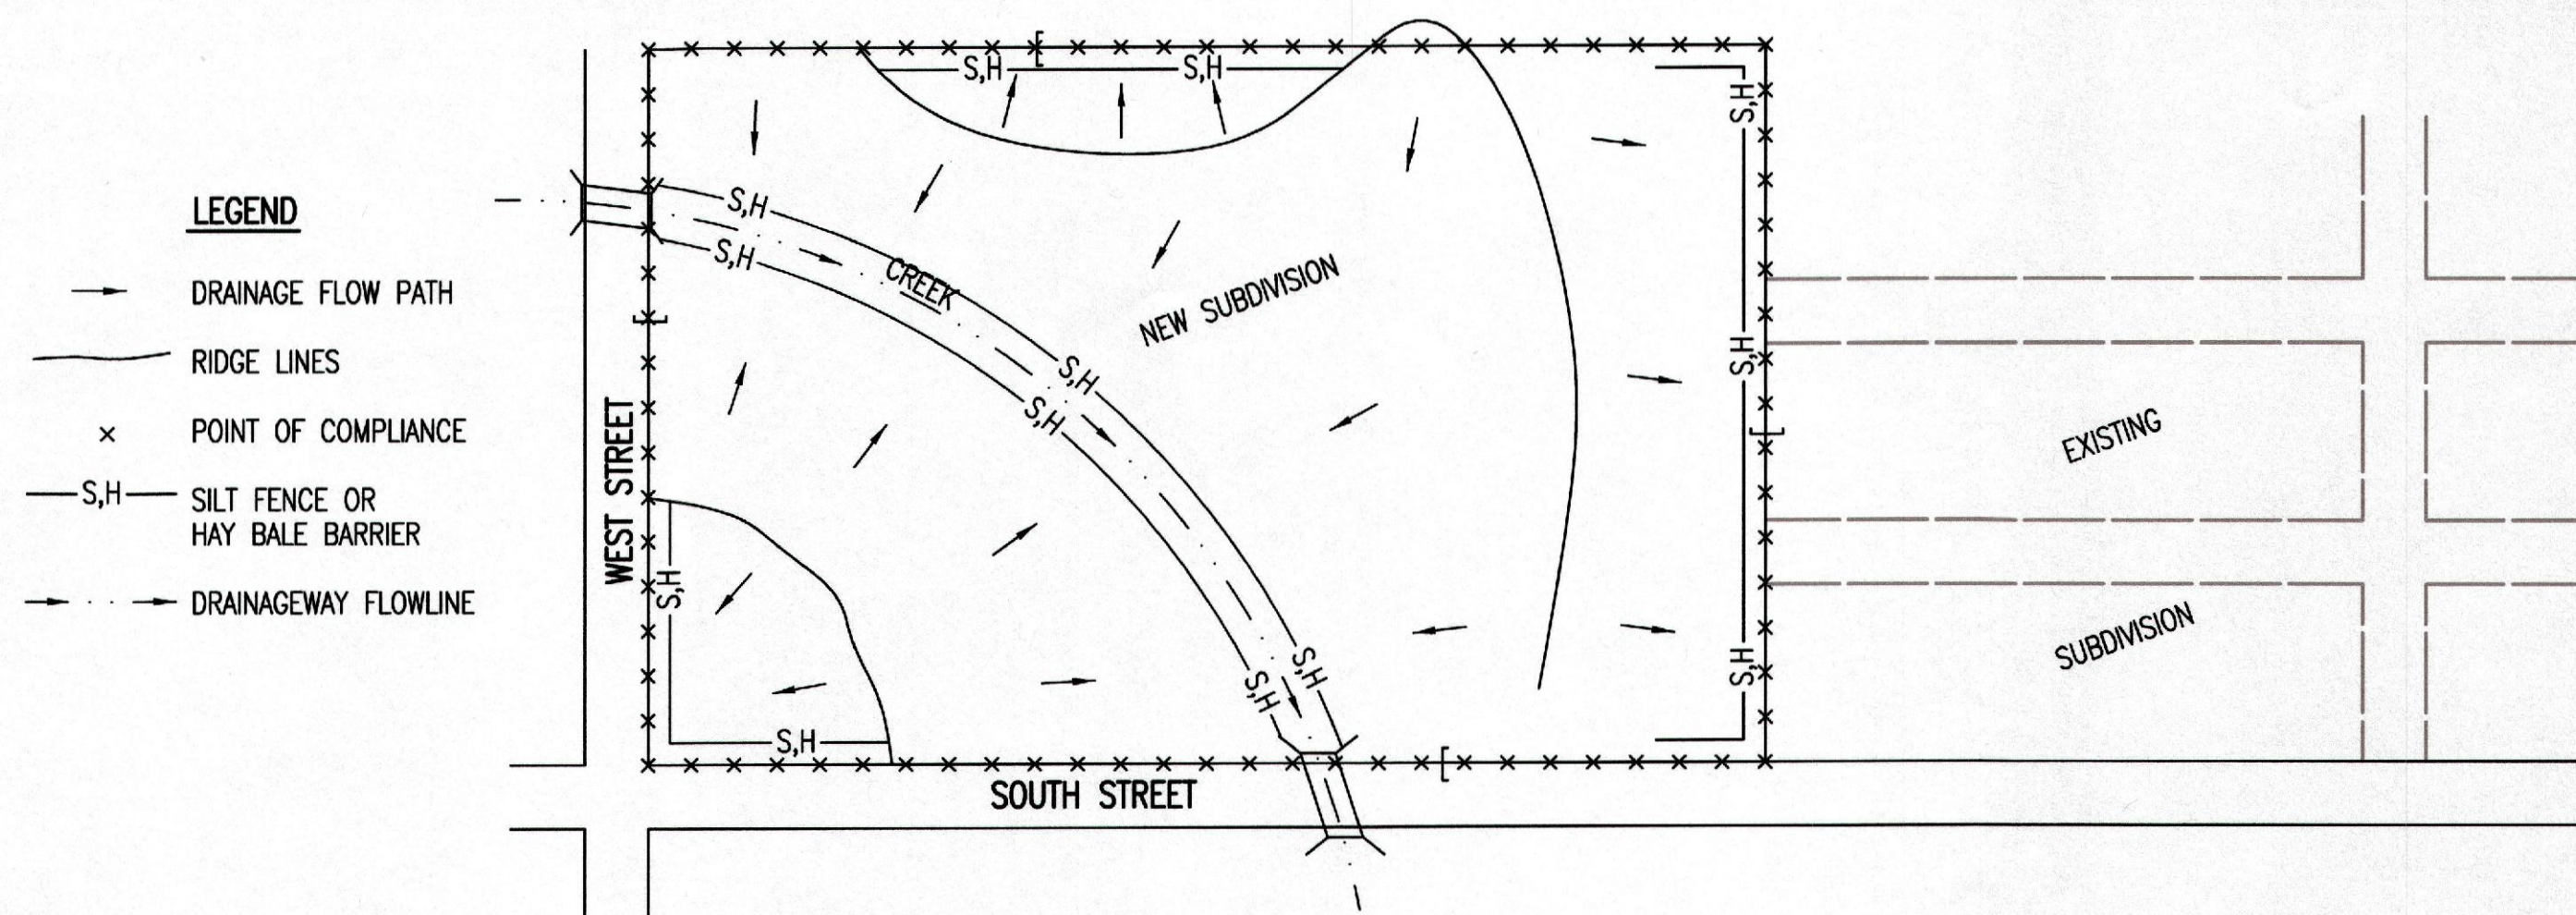 LEGEND
DRAINAGE FLOW PATH
RIDGE LINES
POINT OF COMPLIANCE
S,H
SILT FENCE OR
HAY BALE BARRIER
DRAINAGEWAY FLOWLINE
S,H
S,H
S,H
S,H
S,H
CREEK
NEW SUBDIVISION
S,H
S,H
S,H
WEST STREET
S,H
S,H
S,H
S,H
S,H
SOUTH STREET
EXISTING
SUBDIVISION